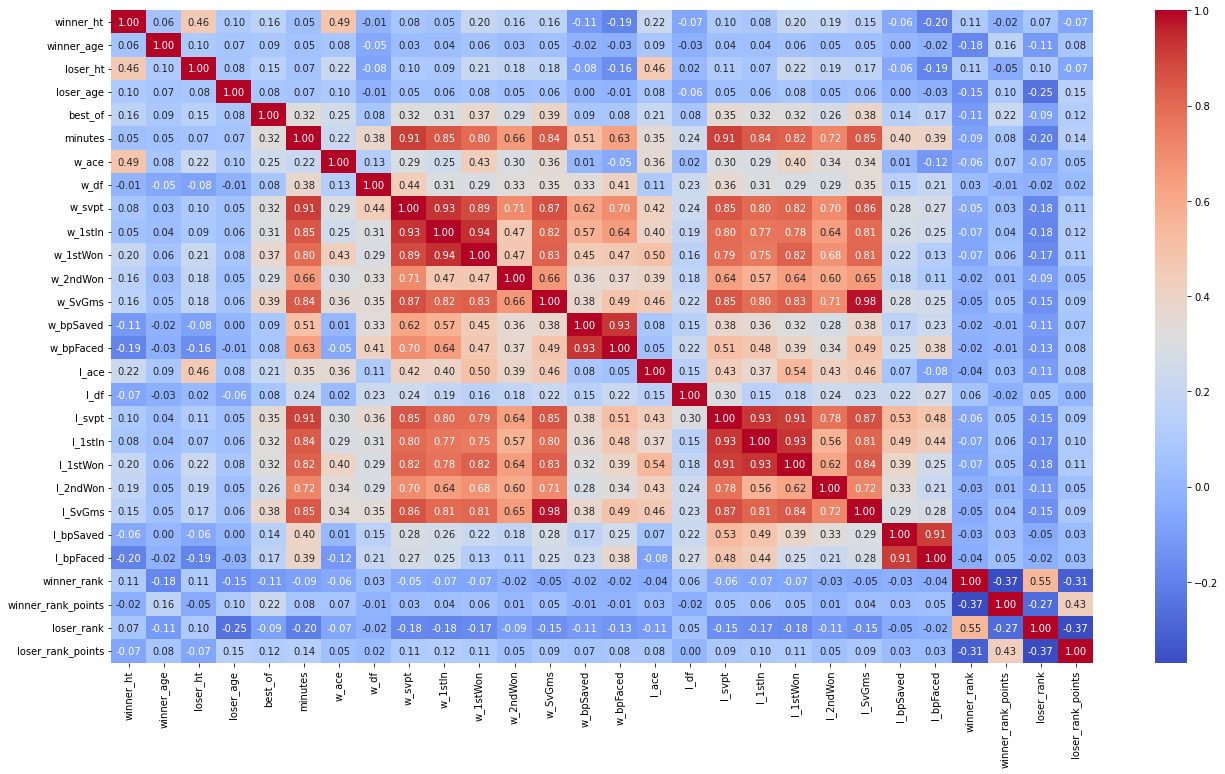 winner_ht 1.00 0.06 0.46 0.10 0.16 0.05 0.49 -0.01 0.08 0.05 0.20 0.16 0.16 -0.11 -0.19 0.22 -0.07 0.10 0.08 0.20 0.19 0.15 -0.06 -0.20 0.11 -0.02 0.07 -0.07
winner_age 0.06 1.00 0.10 0.07 0.09 0.05 0.08 -0.05 0.03 0.04 0.06 0.03 0.05 -0.02 -0.03 0.09 -0.03 0.04 0.04 0.06 0.05 0.05 0.00 -0.02 -0.18 0.16 -0.11 0.08
loser_ht 0.46 0.10 1.00 0.08 0.15 0.07 0.22 -0.08 0.10 0.09 0.21 0.18 0.18 -0.08 -0.16 0.46 0.02 0.11 0.07 0.22 0.19 0.17 -0.06 -0.19 0.11 -0.05 0.10 -0.07
loser_age 0.10 0.07 0.08 1.00 0.08 0.07 0.10 -0.01 0.05 0.06 0.08 0.05 0.06 0.00 -0.01 0.03 -0.06 0.05 0.06 0.08 0.05 0.06 0.00 -0.03 -0.15 0.10 -0.25 0.15
best_of 0.16 0.09 0.15 0.08 1.00 0.32 0.25 0.08 0.32 0.31 0.37 0.29 0.39 0.09 0.08 0.21 0.08 0.35 0.32 0.32 0.26 0.38 0.14 0.17 -0.11 0.22 -0.09 0.12
minutes 0.05 0.05 0.07 0.07 0.32 1.00 0.22 0.38 0.91 0.85 0.80 0.66 0.84 0.51 0.63 0.35 0.24 0.91 0.84 0.82 0.72 0.85 0.40 0.39 -0.09 0.08 -0.20 0.14
w_ace 0.49 0.08 0.22 0.10 0.25 0.22 1.00 0.13 0.29 0.25 0.43 0.30 0.36 0.01 -0.05 0.36 0.02 0.30 0.29 0.40 0.34 0.34 0.01 -0.12 -0.06 0.07 -0.07 0.05
w_df -0.01 -0.05 -0.08 -0.01 0.08 0.38 0.13 1.00 0.44 0.31 0.29 0.33 0.35 0.33 0.41 0.11 0.23 0.36 0.31 0.29 0.29 0.35 0.15 0.21 0.03 -0.01 -0.02 0.02
w_svpt 0.08 0.03 0.10 0.05 0.32 0.91 0.29 0.44 1.00 0.93 0.89 0.71 0.87 0.62 0.70 0.42 0.24 0.85 0.80 0.82 0.70 0.86 0.28 0.27 -0.05 0.03 -0.18 0.11
w_1stIn 0.05 0.04 0.09 0.06 0.31 0.85 0.25 0.31 0.93 1.00 0.94 0.47 0.82 0.57 0.64 0.40 0.19 0.80 0.77 0.78 0.64 0.81 0.26 0.25 -0.07 0.04 -0.18 0.12
w_1stWon 0.20 0.06 0.21 0.08 0.37 0.80 0.43 0.29 0.89 0.94 1.00 0.47 0.83 0.45 0.47 0.50 0.16 0.79 0.75 0.82 0.68 0.81 0.22 0.13 -0.07 0.06 -0.17 0.11
w_2ndWon 0.16 0.03 0.18 0.05 0.29 0.66 0.30 0.33 0.71 0.47 0.47 1.00 0.66 0.36 0.37 0.39 0.18 0.64 0.57 0.64 0.60 0.65 0.18 0.11 -0.02 0.01 -0.09 0.05
w_SvGms 0.16 0.05 0.18 0.06 0.39 0.84 0.36 0.35 0.87 0.82 0.83 0.66 1.00 0.38 0.49 0.46 0.22 0.85 0.80 0.83 0.71 0.98 0.28 0.25 -0.05 0.05 -0.15 0.09
w_bpSaved -0.11 -0.02 -0.08 0.00 0.09 0.51 0.01 0.33 0.62 0.57 0.45 0.36 0.38 1.00 0.93 0.08 0.15 0.38 0.36 0.32 0.28 0.38 0.17 0.23 -0.02 -0.01 -0.11 0.07
w_bpFaced -0.19 -0.03 -0.16 -0.01 0.08 0.63 -0.05 0.41 0.70 0.64 0.47 0.37 0.49 0.93 1.00 0.05 0.22 0.51 0.48 0.39 0.34 0.49 0.25 0.38 -0.02 -0.01 -0.13 0.08
l_ace 0.22 0.09 0.46 0.08 0.21 0.35 0.36 0.11 0.42 0.40 0.50 0.39 0.46 0.08 0.05 1.00 0.15 0.43 0.37 0.54 0.43 0.46 0.07 -0.08 -0.04 0.03 -0.11 0.08
l_df -0.07 -0.03 0.02 -0.06 0.08 0.24 0.02 0.23 0.24 0.19 0.16 0.18 0.22 0.15 0.22 0.15 1.00 0.30 0.15 0.18 0.24 0.23 0.22 0.27 0.06 -0.02 0.05 0.00
l_svpt 0.10 0.04 0.11 0.05 0.35 0.91 0.30 0.36 0.85 0.80 0.79 0.64 0.85 0.38 0.51 0.43 0.30 1.00 0.93 0.91 0.78 0.87 0.53 0.48 -0.06 0.05 -0.15 0.09
l_1stIn 0.08 0.04 0.07 0.06 0.32 0.84 0.29 0.31 0.80 0.77 0.75 0.57 0.80 0.36 0.48 0.37 0.15 0.93 1.00 0.93 0.56 0.81 0.49 0.44 -0.07 0.06 -0.17 0.10
l_1stWon 0.20 0.06 0.22 0.08 0.32 0.82 0.40 0.29 0.82 0.78 0.82 0.64 0.83 0.32 0.39 0.54 0.18 0.91 0.93 1.00 0.62 0.84 0.39 0.25 -0.07 0.05 -0.18 0.11
l_2ndWon 0.19 0.05 0.19 0.05 0.26 0.72 0.34 0.29 0.70 0.64 0.68 0.60 0.71 0.28 0.34 0.43 0.24 0.78 0.56 0.62 1.00 0.72 0.33 0.21 -0.03 0.01 -0.11 0.05
l_SvGms 0.15 0.05 0.17 0.06 0.38 0.85 0.34 0.35 0.86 0.81 0.81 0.65 0.98 0.38 0.49 0.46 0.23 0.87 0.81 0.84 0.72 1.00 0.29 0.28 -0.05 0.04 -0.15 0.09
l_bpSaved -0.06 0.00 -0.06 0.00 0.14 0.40 0.01 0.15 0.28 0.26 0.22 0.18 0.28 0.17 0.25 0.07 0.22 0.53 0.49 0.39 0.33 0.29 1.00 0.91 -0.03 0.03 -0.05 0.03
l_bpFaced -0.20 -0.02 -0.19 -0.03 0.17 0.39 -0.12 0.21 0.27 0.25 0.13 0.11 0.25 0.23 0.38 -0.08 0.27 0.48 0.44 0.25 0.21 0.28 0.91 1.00 -0.04 0.05 -0.02 0.03
winner_rank 0.11 -0.18 0.11 -0.15 -0.11 -0.09 -0.06 0.03 -0.05 -0.07 -0.07 -0.02 -0.05 -0.02 -0.02 -0.04 0.06 -0.06 -0.07 -0.07 -0.03 -0.05 -0.03 -0.04 1.00 -0.37 0.55 -0.31
winner_rank_points -0.02 0.16 -0.05 0.10 0.22 0.08 0.07 -0.01 0.03 0.04 0.06 0.01 0.05 -0.01 -0.01 0.03 -0.02 0.05 0.06 0.05 0.01 0.04 0.03 0.05 -0.37 1.00 -0.27 0.43
loser_rank 0.07 -0.11 0.10 -0.25 -0.09 -0.20 -0.07 -0.02 -0.18 -0.18 -0.17 -0.09 -0.15 -0.11 -0.13 -0.11 0.05 -0.15 -0.17 -0.18 -0.11 -0.15 -0.05 -0.02 0.55 -0.27 1.00 -0.37
loser_rank_points -0.07 0.08 -0.07 0.15 0.12 0.14 0.05 0.02 0.11 0.12 0.11 0.05 0.09 0.07 0.08 0.08 0.00 0.09 0.10 0.11 0.05 0.09 0.03 0.03 -0.31 0.43 -0.37 1.00
winner_ht
winner_age
loser_ht
loser_age
best_of
minutes
w_ace
w_df
w_svpt
w_1stIn
w_1stWon
w_2ndWon
w_SvGms
w_bpSaved
w_bpFaced
l_ace
l_df
l_svpt
l_1stIn
l_1stWon
l_2ndWon
l_SvGms
l_bpSaved
l_bpFaced
winner_rank
winner_rank_points
loser_rank
loser_rank_points
1.0
0.8
0.6
0.4
0.2
0.0
−0.2